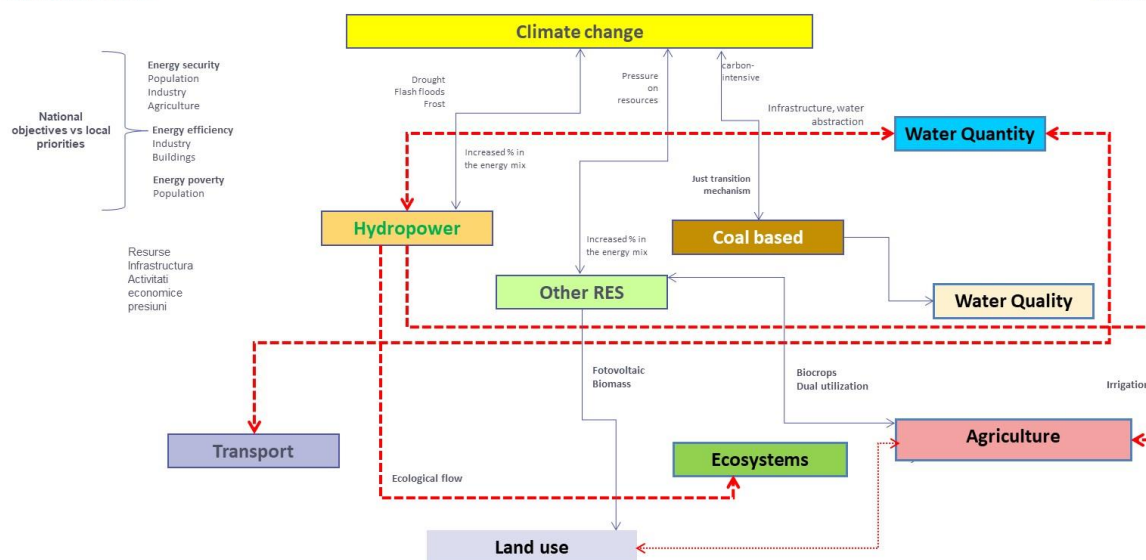 Climate change
Energy security
Population
Industry
Agriculture
National
objectives vs local
priorities
Energy efficiency
Industry
Buildings
Energy poverty
Population
Drought
Flash floods
Frost
Pressure
on
resources
carbon-
intensive
Infrastructure, water
abstraction
Water Quantity
Increased % in
the energy mix
Just transition
mechanism
Hydropower
Coal based
Increased % in
the energy mix
Resurse
Infrastructura
Activitati
economice
presiuni
Other RES
Water Quality
Fotovoltaic
Biomass
Biocrops
Dual utilization
Irrigation
Transport
Agriculture
Ecosystems
Ecological flow
Land use